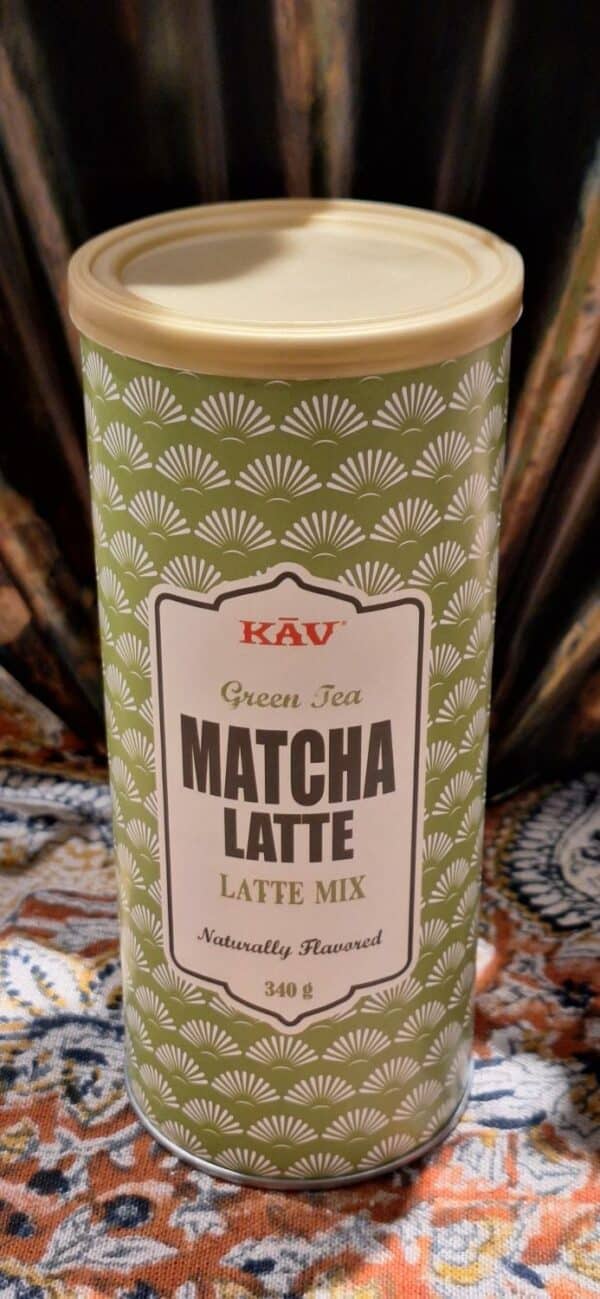 KĀV®
Green Tea
MATCHA
LATTE
LATTE MIX
Naturally Flavored
340 g